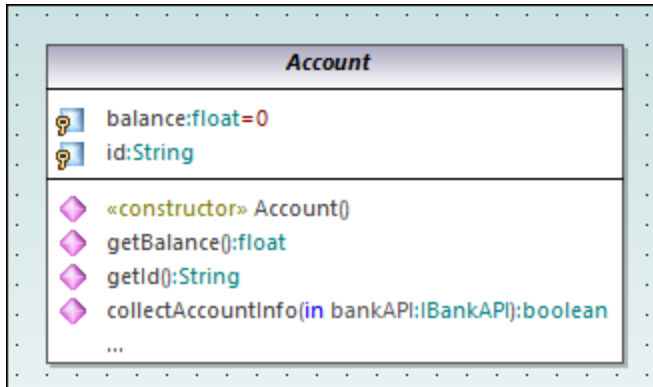 Account
balance:float=0
id:String
«constructor» Account()
getBalance():float
getId():String
collectAccountInfo(in bankAPI:IBankAPI):boolean
...